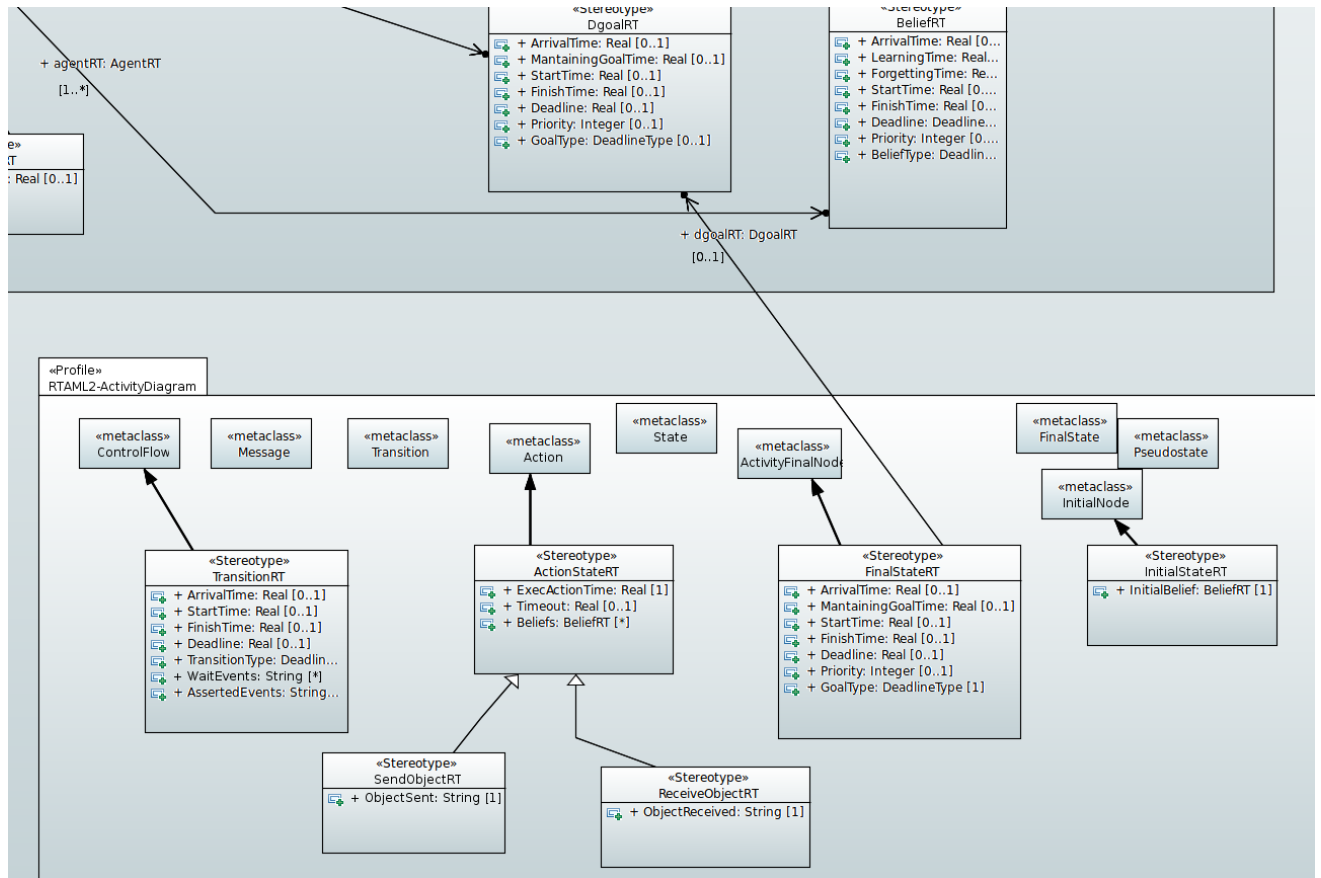 «Stereotype»
DgoalRT
+ ArrivalTime: Real [0..1]
+ MantainingGoalTime: Real [0..1]
+ StartTime: Real [0..1]
+ FinishTime: Real [0..1]
+ Deadline: Real [0..1]
+ Priority: Integer [0..1]
+ GoalType: DeadlineType [0..1]
«Stereotype»
BeliefRT
+ ArrivalTime: Real [0...
+ LearningTime: Real...
+ ForgettingTime: Re...
+ StartTime: Real [0....
+ FinishTime: Real [0...
+ Deadline: Deadline...
+ Priority: Integer [0....
+ BeliefType: Deadlin...
+ agentRT: AgentRT
[1..*]
e»
RT
: Real [0..1]
+ dgoalRT: DgoalRT
[0..1]
«Profile»
RTAML2-ActivityDiagram
«metaclass»
ControlFlow
«metaclass»
Message
«metaclass»
Transition
«metaclass»
Action
«metaclass»
State
«metaclass»
ActivityFinalNode
«metaclass»
FinalState
«metaclass»
Pseudostate
«metaclass»
InitialNode
«Stereotype»
TransitionRT
+ ArrivalTime: Real [0..1]
+ StartTime: Real [0..1]
+ FinishTime: Real [0..1]
+ Deadline: Real [0..1]
+ TransitionType: Deadlin...
+ WaitEvents: String [*]
+ AssertedEvents: String...
«Stereotype»
ActionStateRT
+ ExecActionTime: Real [1]
+ Timeout: Real [0..1]
+ Beliefs: BeliefRT [*]
«Stereotype»
FinalStateRT
+ ArrivalTime: Real [0..1]
+ MantainingGoalTime: Real [0..1]
+ StartTime: Real [0..1]
+ FinishTime: Real [0..1]
+ Deadline: Real [0..1]
+ Priority: Integer [0..1]
+ GoalType: DeadlineType [1]
«Stereotype»
InitialStateRT
+ InitialBelief: BeliefRT [1]
«Stereotype»
SendObjectRT
+ ObjectSent: String [1]
«Stereotype»
ReceiveObjectRT
+ ObjectReceived: String [1]